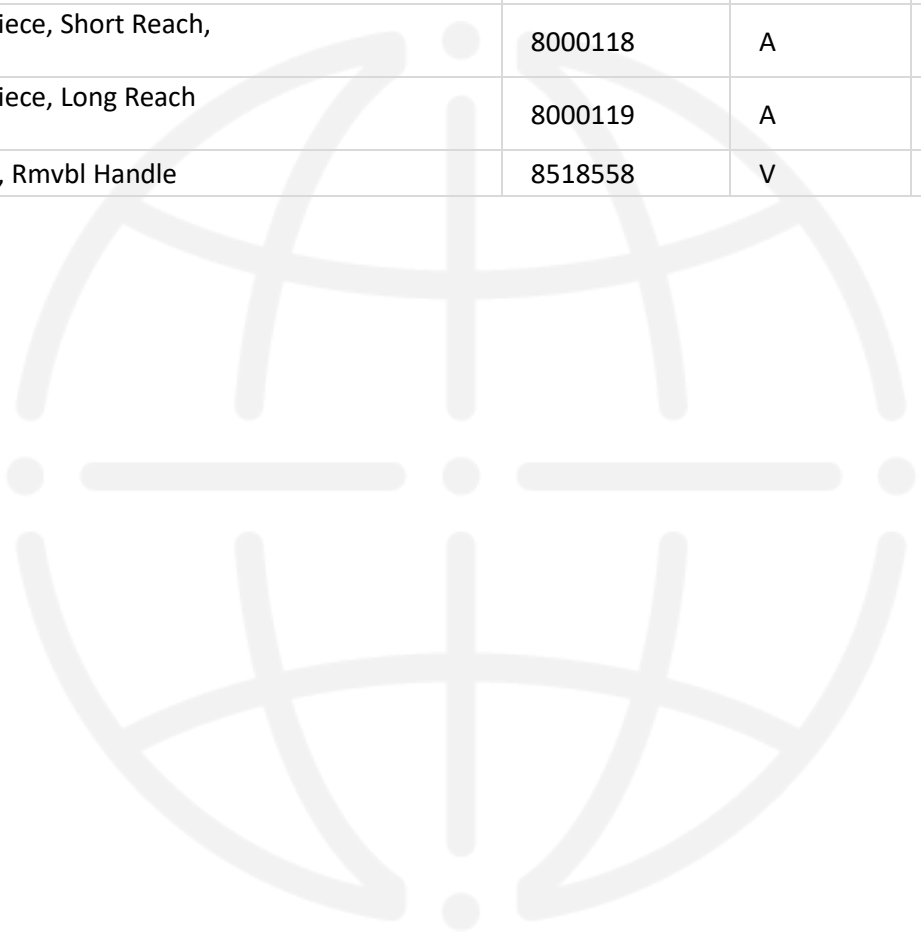 iece, Short Reach,
8000118 A
iece, Long Reach
8000119 A
, Rmvbl Handle 8518558 V